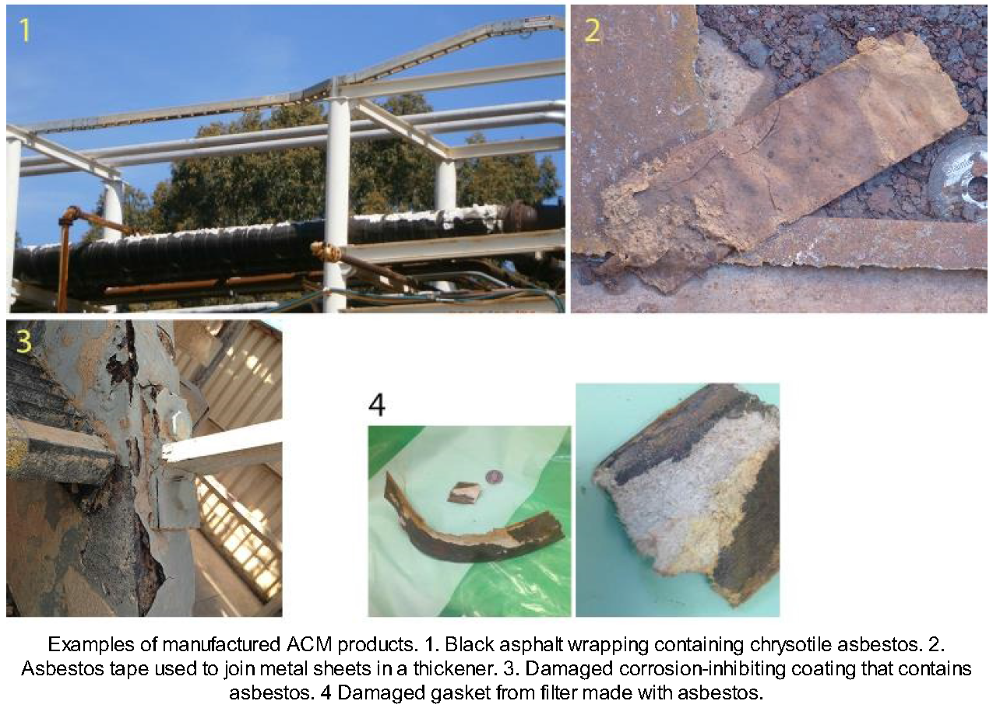 1
2
Stainle
3
4
Examples of manufactured ACM products. 1. Black asphalt wrapping containing chrysotile asbestos. 2.
Asbestos tape used to join metal sheets in a thickener. 3. Damaged corrosion-inhibiting coating that contains
asbestos. 4 Damaged gasket from filter made with asbestos.